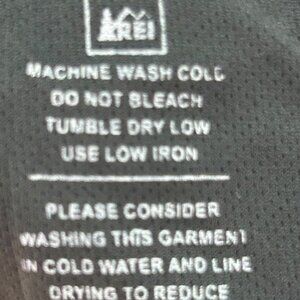 REI
MACHINE WASH COLD
DO NOT BLEACH
TUMBLE DRY LOW
USE LOW IRON
PLEASE CONSIDER
WASHING THIS GARMENT
IN COLD WATER AND LINE
DRYING TO REDUCE